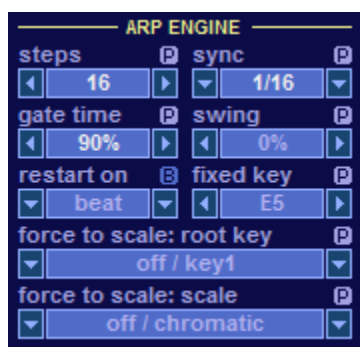 ARP ENGINE
steps P sync P
16 1/16
gate time P swing P
90% 0%
restart on B fixed key P
beat E5
force to scale: root key P
off / key1
force to scale: scale P
off / chromatic